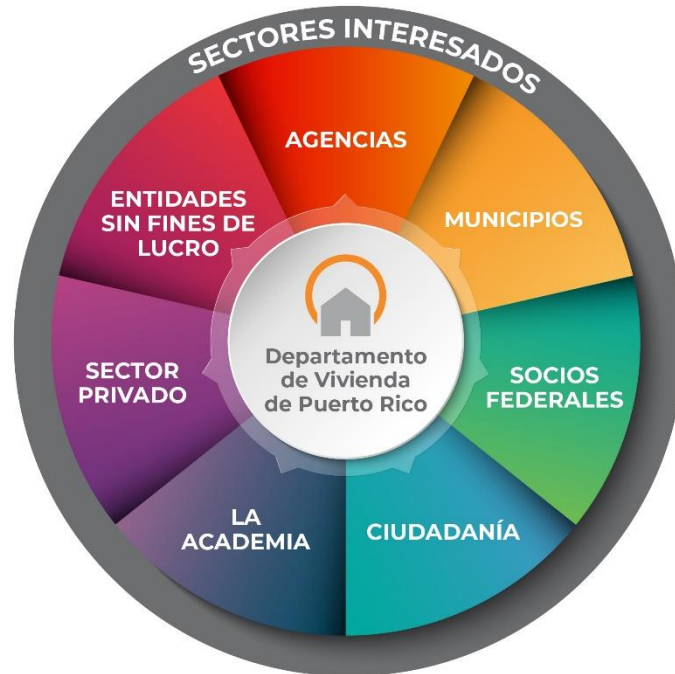 SECTORES INTERESADOS
AGENCIAS
MUNICIPIOS
SOCIOS
FEDERALES
CIUDADANÍA
LA
ACADEMIA
SECTOR
PRIVADO
ENTIDADES
SIN FINES DE
LUCRO
Departamento
de Vivienda
de Puerto Rico